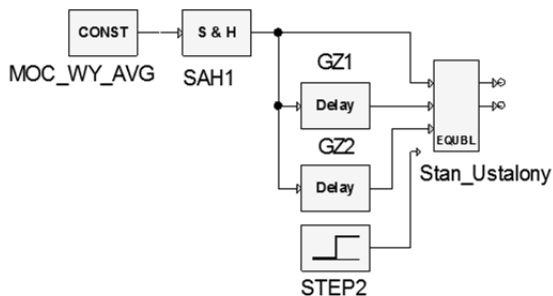 CONST
S & H
MOC_WY_AVG
SAH1
GZ1
Delay
GZ2
Delay
EQUBL
Stan_Ustalony
STEP2